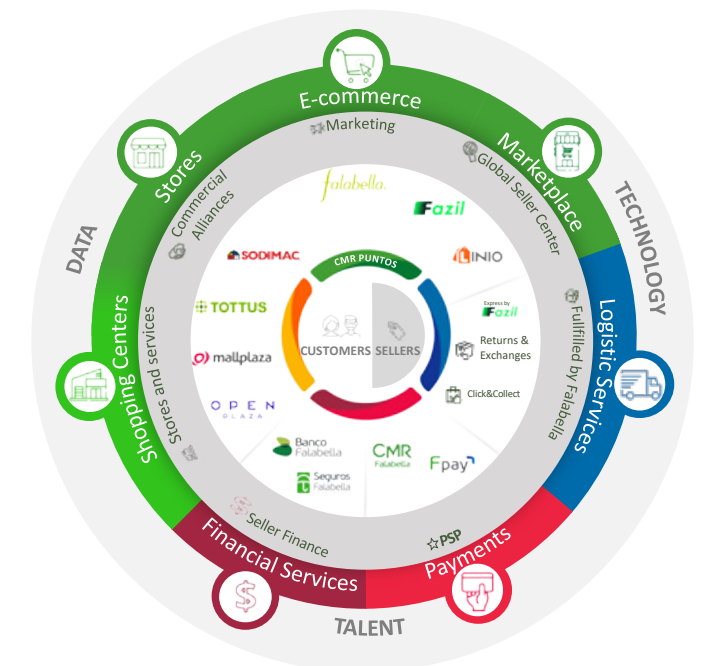 E-commerce
Marketing
Stores
Commercial
Alliances
Marketplace
Global Seller Center
DATA
TECHNOLOGY
falabella.
Fazil
SODIMAC
LINIO
CMR PUNTOS
TOTTUS
Express by
Fazil
mallplaza
CUSTOMERS
SELLERS
Returns &
Exchanges
OPEN
PLAZA
Click&Collect
Shopping Centers
Stores and services
Logistic Services
Fullfilled by Falabella
Banco
Falabella
CMR
Falabella
Fpay
Seguros
Falabella
Seller Finance
PSP
Financial Services
Payments
TALENT